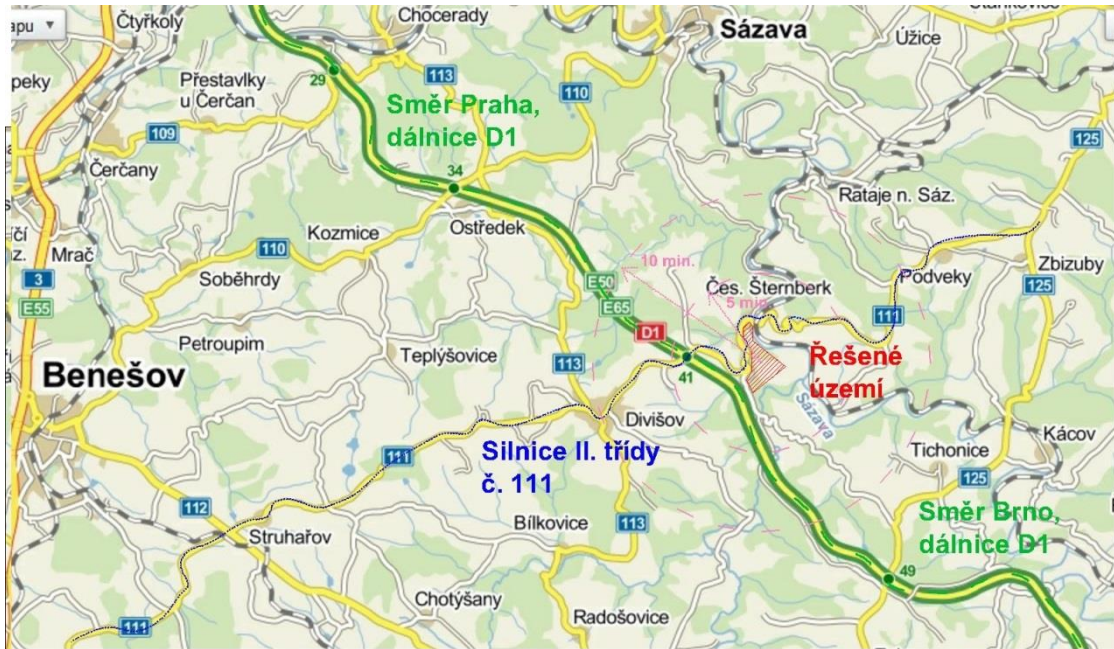 apu ▼
Čtyřkoly
Chocerady
Sázava
Úžice
Přestavlky
u Čerčan
29
113
110
Směr Praha,
dálnice D1
109
Čerčany
125
34
Rataje n. Sáz.
Kozmice
Ostředek
110
Mrač
Soběhrdy
3
E55
10 min.
E50
E65
Čes. Šternberk
5 min.
Podveky
Zbizuby
125
111
D1
Petroupim
Teplýšovice
113
41
Řešené
území
Benešov
Sázava
Divišov
Tichonice
Kácov
Silnice II. třídy
č. 111
111
125
112
Struhařov
Bílkovice
113
Směr Brno,
dálnice D1
49
Chotýšany
Radošovice
111